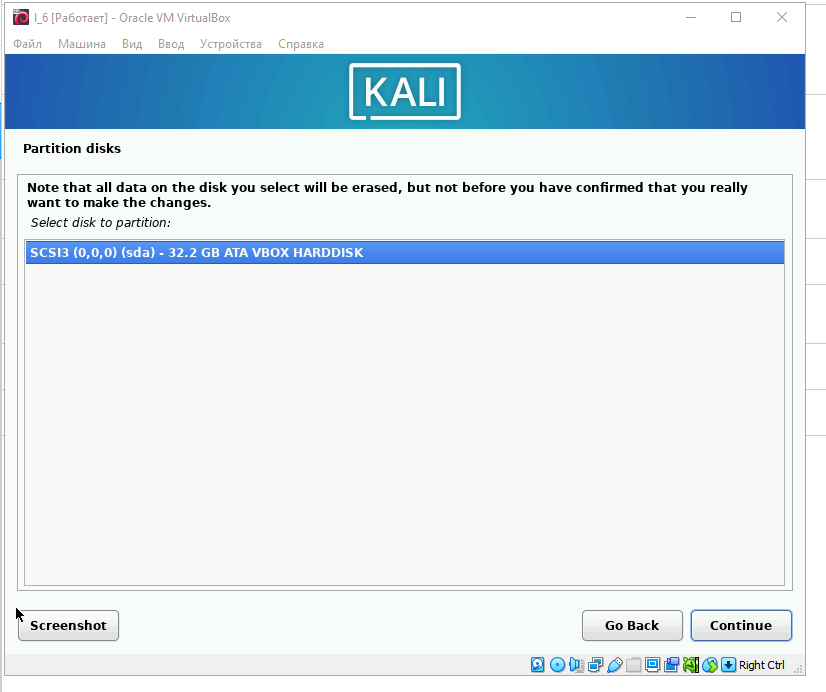 I_6 [Работает] - Oracle VM VirtualBox
Файл Машина Вид Ввод Устройства Справка
KALI
Partition disks
Note that all data on the disk you select will be erased, but not before you have confirmed that you really
want to make the changes.
Select disk to partition:
SCSI3 (0,0,0) (sda) - 32.2 GB ATA VBOX HARDDISK
Screenshot Go Back Continue
Right Ctrl